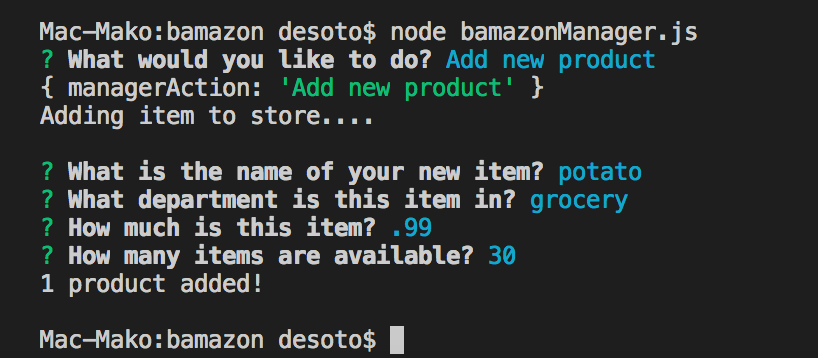 Mac-Mako:bamazon desoto$ node bamazonManager.js
? What would you like to do? Add new product
{ managerAction: 'Add new product' }
Adding item to store....
? What is the name of your new item? potato
? What department is this item in? grocery
? How much is this item? .99
? How many items are available? 30
1 product added!
Mac-Mako:bamazon desoto$